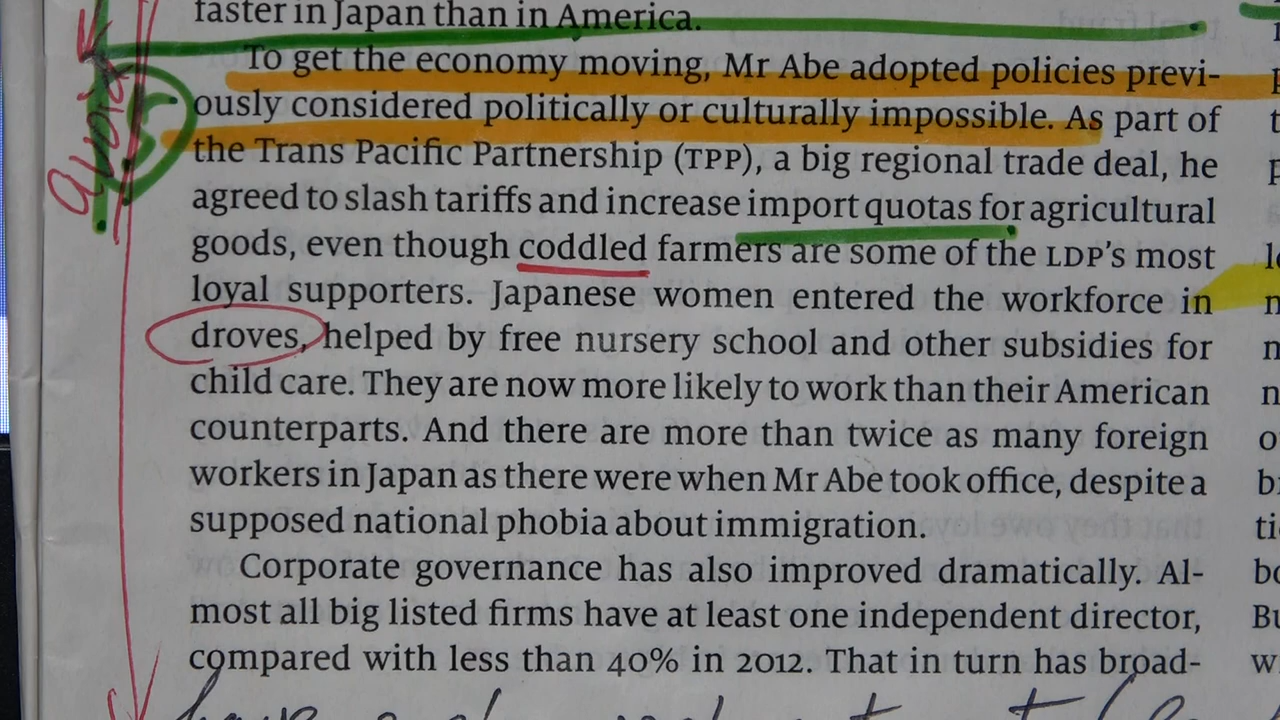 faster in Japan than in America.
To get the economy moving, Mr Abe adopted policies previ-
ously considered politically or culturally impossible. As part of
the Trans Pacific Partnership (TPP), a big regional trade deal, he
agreed to slash tariffs and increase import quotas for agricultural
goods, even though coddled farmers are some of the LDP's most
loyal supporters. Japanese women entered the workforce in
droves, helped by free nursery school and other subsidies for
child care. They are now more likely to work than their American
counterparts. And there are more than twice as many foreign
workers in Japan as there were when Mr Abe took office, despite a
supposed national phobia about immigration.
Corporate governance has also improved dramatically. Al-
most all big listed firms have at least one independent director,
compared with less than 40% in 2012. That in turn has broad-